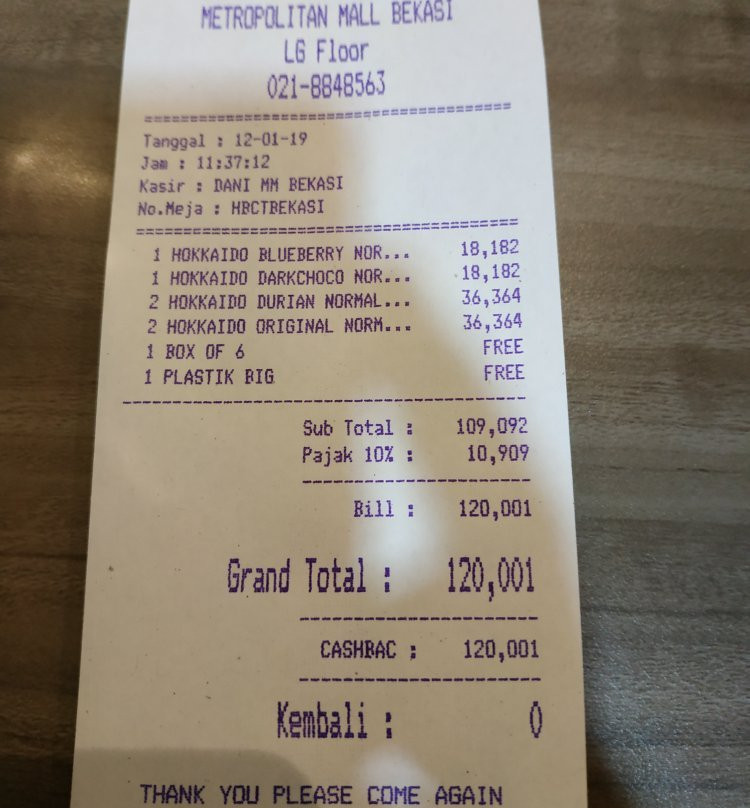 METROPOLITAN MALL BEKASI
LG Floor
021-8848563
========================================
Tanggal : 12-01-19
Jam : 11:37:12
Kasir : DANI MM BEKASI
No.Meja : HBCTBEKASI
========================================
1 HOKKAIDO BLUEBERRY NOR... 18,182
1 HOKKAIDO DARKCHOCO NOR... 18,182
2 HOKKAIDO DURIAN NORMAL... 36,364
2 HOKKAIDO ORIGINAL NORM... 36,364
1 BOX OF 6 FREE
1 PLASTIK BIG FREE
----------------------------------------
Sub Total : 109,092
Pajak 10% : 10,909
------------------------
Bill : 120,001
Grand Total : 120,001
------------------------
CASHBAC : 120,001
------------------------
Kembali : 0
THANK YOU PLEASE COME AGAIN